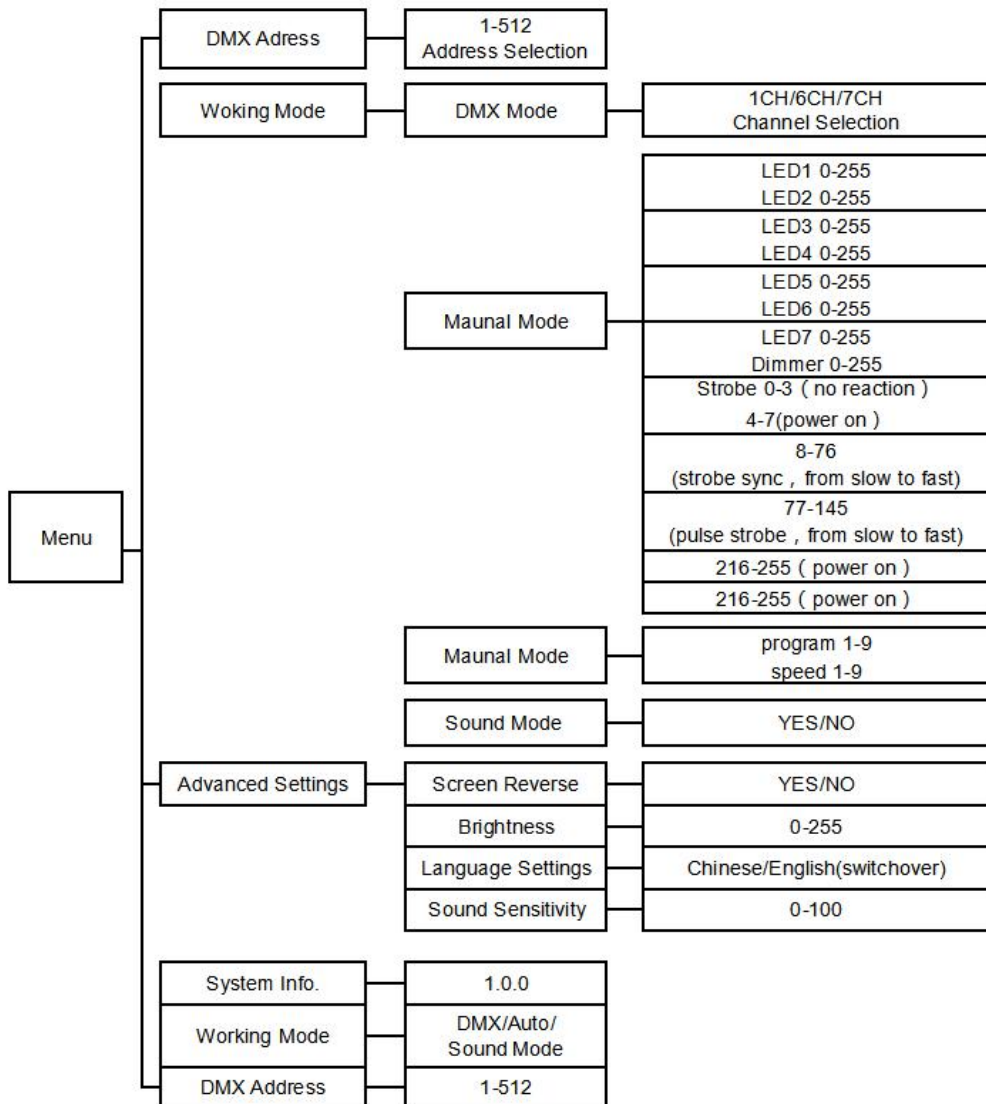 DMX Adress
1-512
Address Selection
Woking Mode
DMX Mode
1CH/6CH/7CH
Channel Selection
LED1 0-255
LED2 0-255
LED3 0-255
LED4 0-255
LED5 0-255
LED6 0-255
Maunal Mode
LED7 0-255
Dimmer 0-255
Strobe 0-3 ( no reaction )
4-7(power on )
8-76
(strobe sync , from slow to fast)
77-145
(pulse strobe , from slow to fast)
216-255 ( power on )
216-255 ( power on )
Menu
Maunal Mode
program 1-9
speed 1-9
Sound Mode
YES/NO
Advanced Settings
Screen Reverse
YES/NO
Brightness
0-255
Language Settings
Chinese/English(switchover)
Sound Sensitivity
0-100
System Info.
1.0.0
Working Mode
DMX/Auto/
Sound Mode
DMX Address
1-512